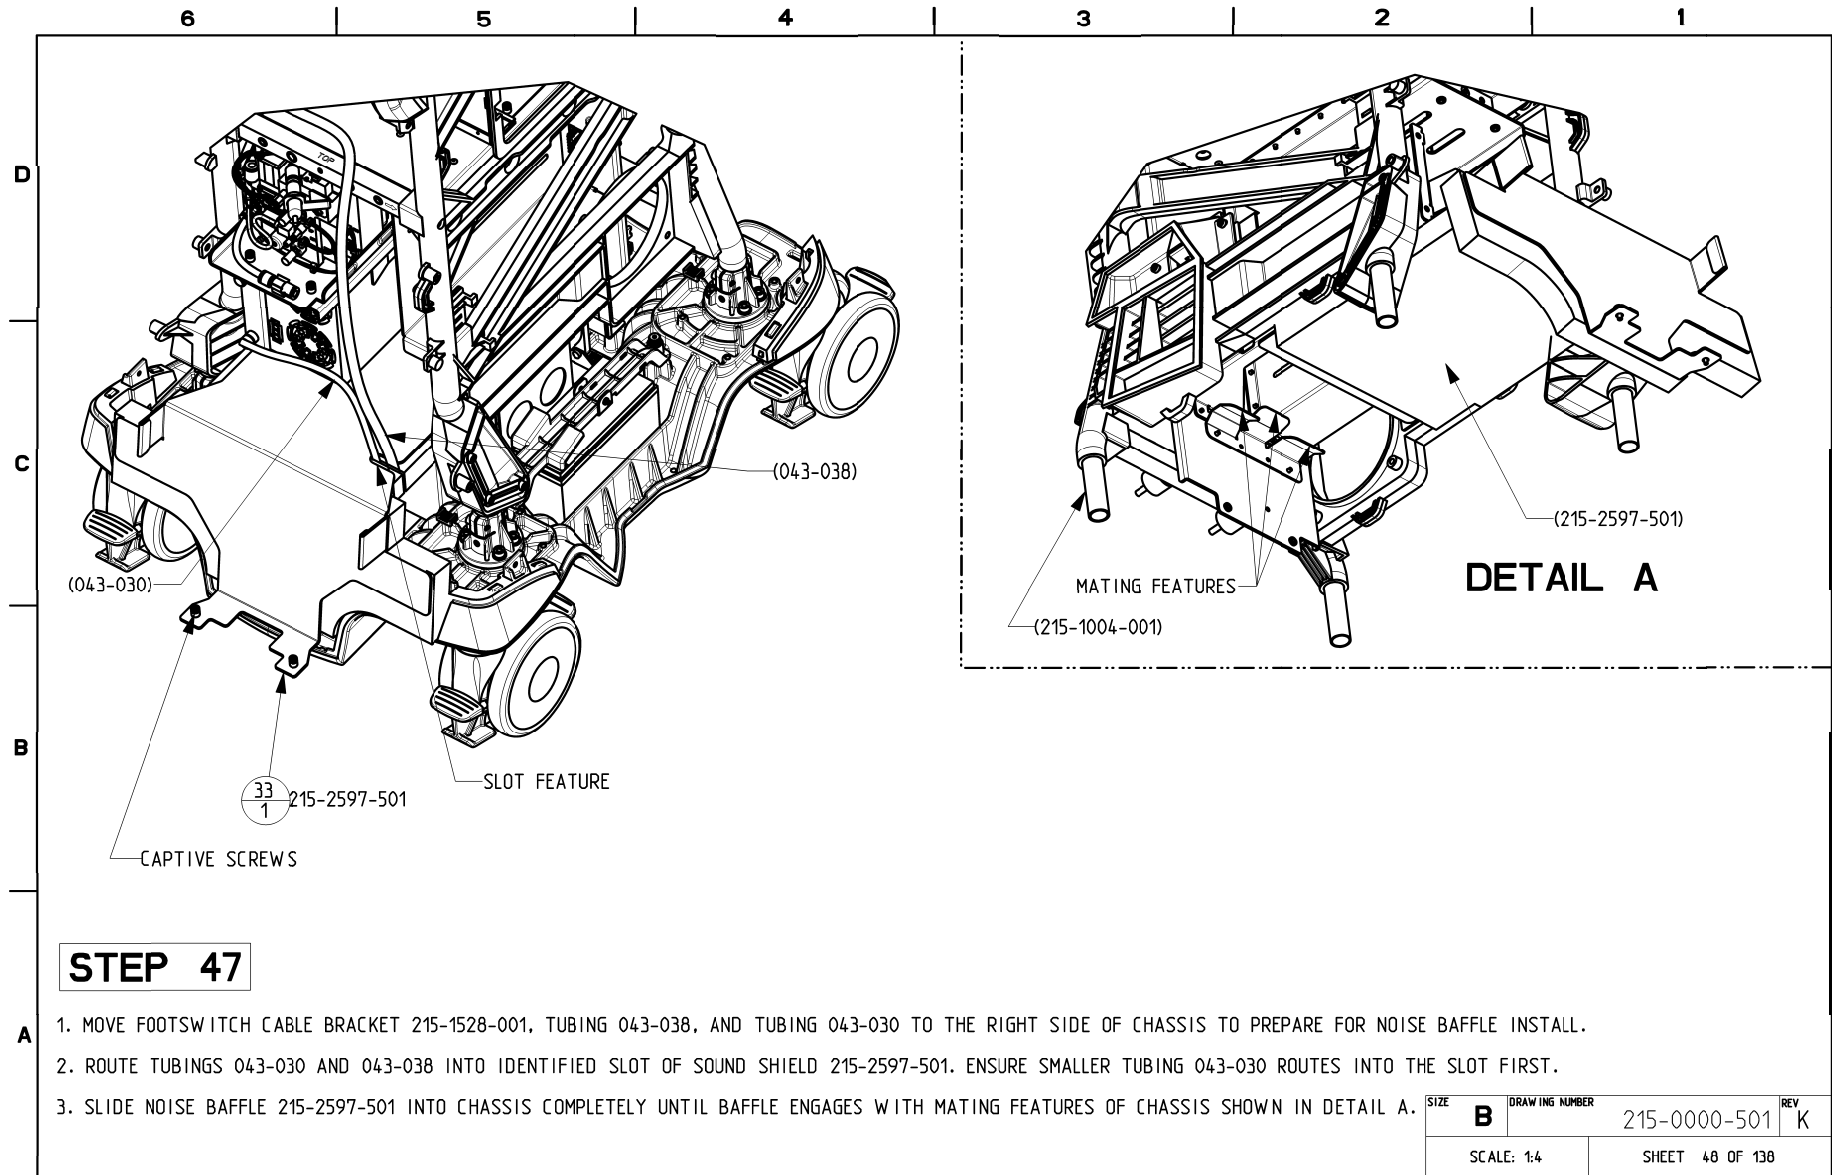 6 5 4 3 2 1
D
C
B
A
TOP
(043-038)
(043-030)
SLOT FEATURE
33
1
215-2597-501
CAPTIVE SCREWS
(215-2597-501)
MATING FEATURES
DETAIL A
(215-1004-001)
STEP 47
1. MOVE FOOTSWITCH CABLE BRACKET 215-1528-001, TUBING 043-038, AND TUBING 043-030 TO THE RIGHT SIDE OF CHASSIS TO PREPARE FOR NOISE BAFFLE INSTALL.
2. ROUTE TUBINGS 043-030 AND 043-038 INTO IDENTIFIED SLOT OF SOUND SHIELD 215-2597-501. ENSURE SMALLER TUBING 043-030 ROUTES INTO THE SLOT FIRST.
3. SLIDE NOISE BAFFLE 215-2597-501 INTO CHASSIS COMPLETELY UNTIL BAFFLE ENGAGES WITH MATING FEATURES OF CHASSIS SHOWN IN DETAIL A.
SIZE
B
DRAWING NUMBER
215-0000-501
REV
K
SCALE: 1:4
SHEET 48 OF 138